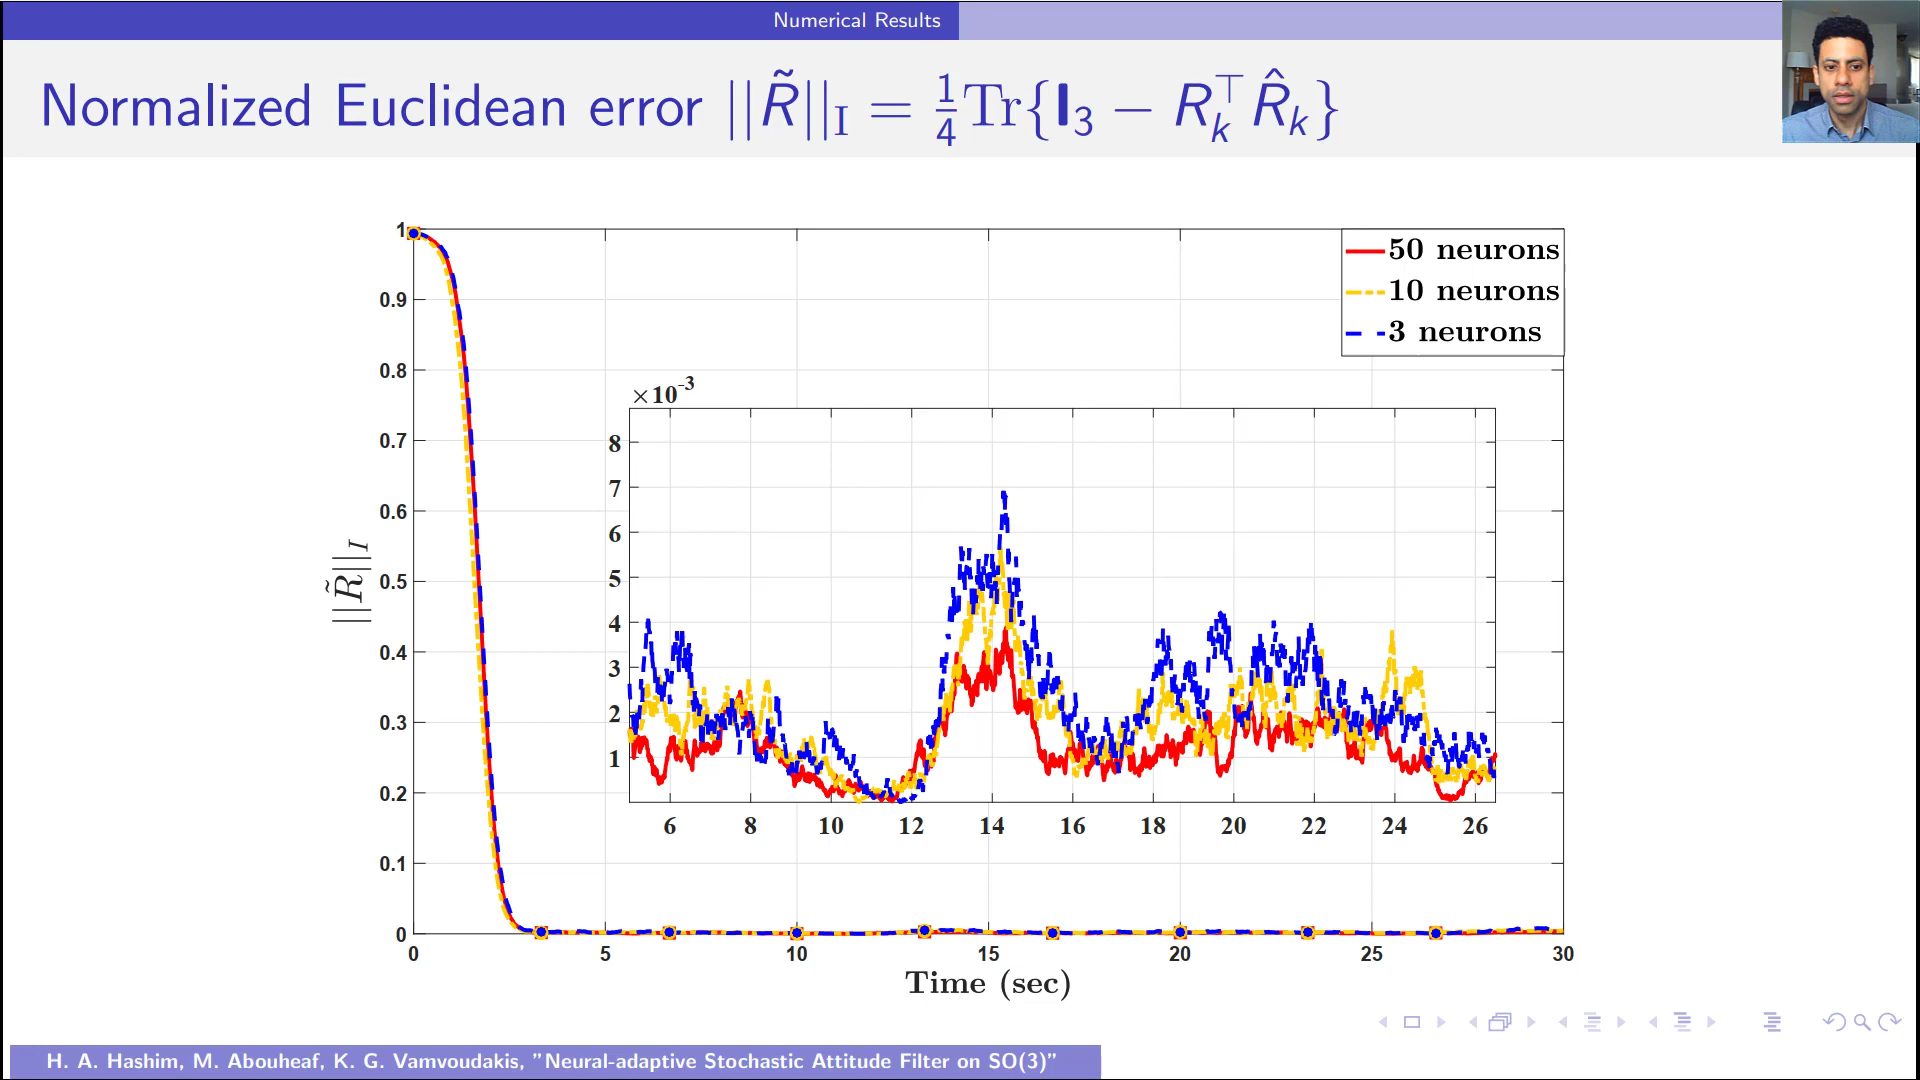 Numerical Results
Normalized Euclidean error ||R̃||_I = ¼Tr{I₃ − R_k^⊤ R̂_k}
1
0.9
0.8
0.7
0.6
0.5
0.4
0.3
0.2
0.1
0
||R̃||_I
50 neurons
10 neurons
3 neurons
×10⁻³
8
7
6
5
4
3
2
1
6 8 10 12 14 16 18 20 22 24 26
0 5 10 15 20 25 30
Time (sec)
H. A. Hashim, M. Abouheaf, K. G. Vamvoudakis, "Neural-adaptive Stochastic Attitude Filter on SO(3)"